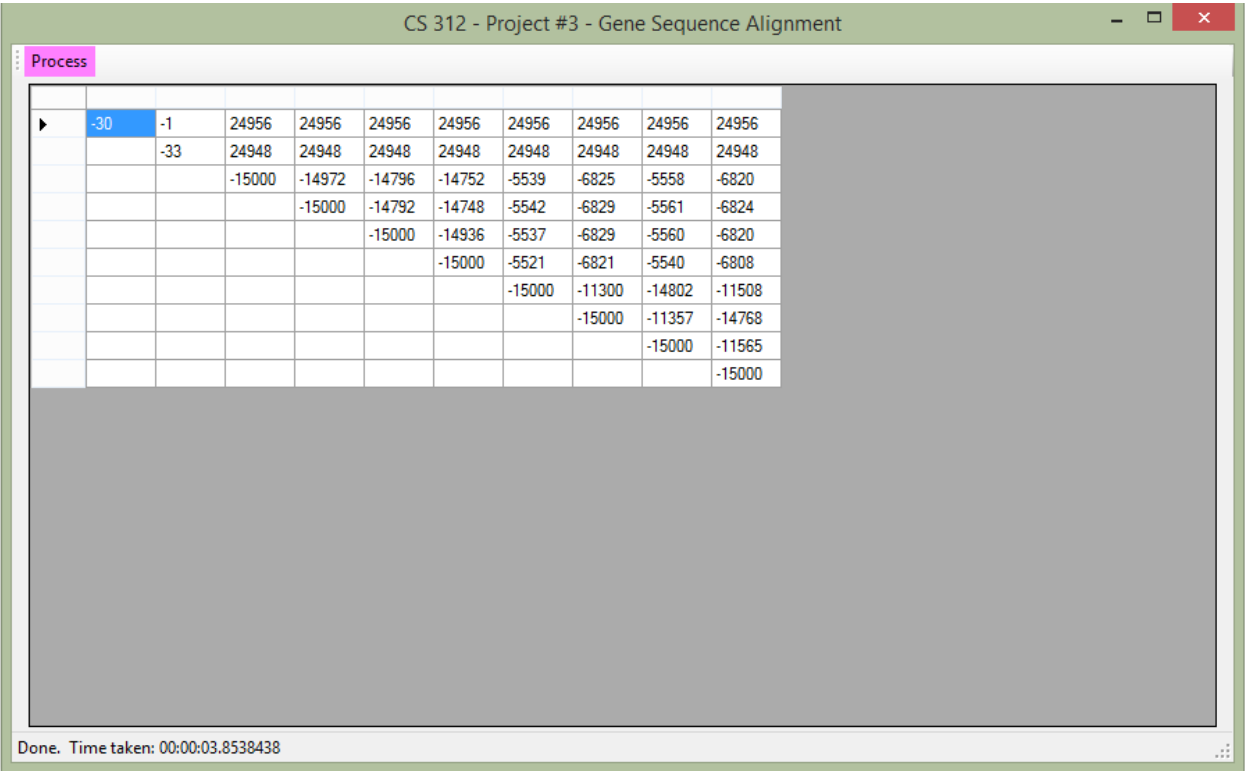 CS 312 - Project #3 - Gene Sequence Alignment
Process
-30 -1 24956 24956 24956 24956 24956 24956 24956 24956
-33 24948 24948 24948 24948 24948 24948 24948 24948
-15000 -14972 -14796 -14752 -5539 -6825 -5558 -6820
-15000 -14792 -14748 -5542 -6829 -5561 -6824
-15000 -14936 -5537 -6829 -5560 -6820
-15000 -5521 -6821 -5540 -6808
-15000 -11300 -14802 -11508
-15000 -11357 -14768
-15000 -11565
-15000
Done. Time taken: 00:00:03.8538438